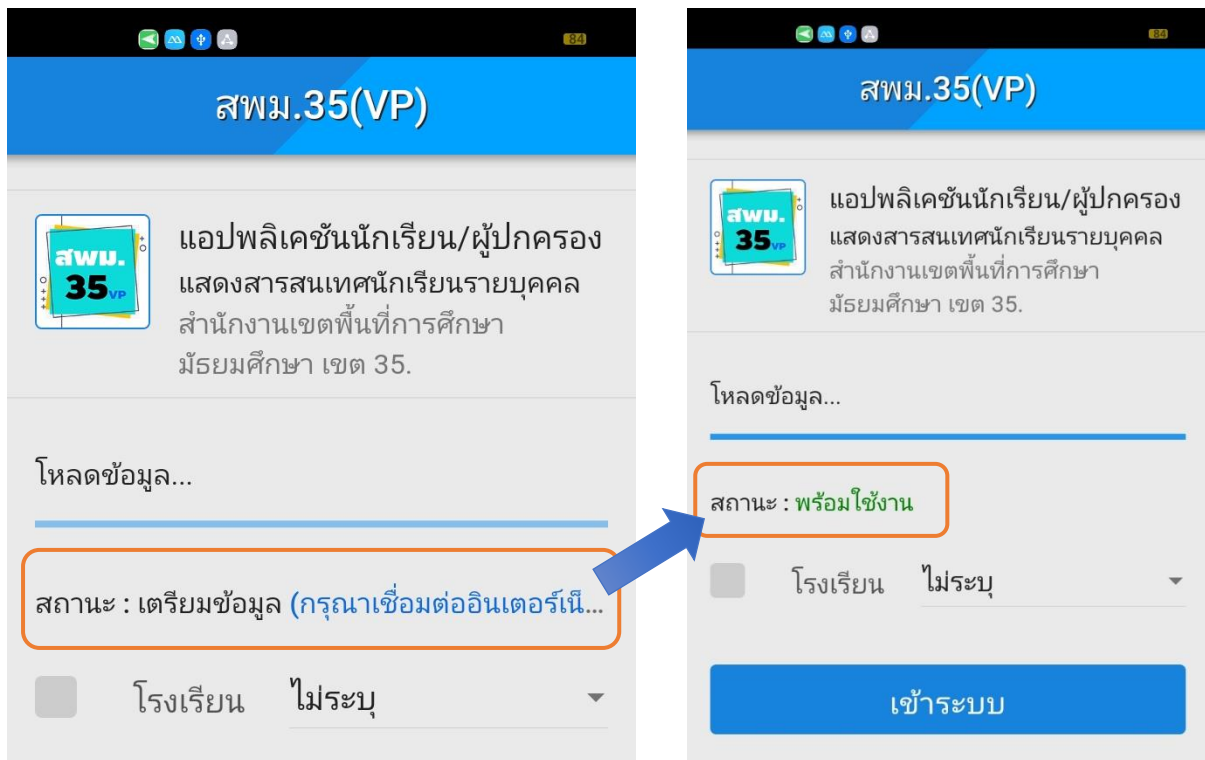 84
สพม.35(VP)
สพม.
35 VP
แอปพลิเคชันนักเรียน/ผู้ปกครอง
แสดงสารสนเทศนักเรียนรายบุคคล
สำนักงานเขตพื้นที่การศึกษา
มัธยมศึกษา เขต 35.
โหลดข้อมูล...
สถานะ : เตรียมข้อมูล (กรุณาเชื่อมต่ออินเตอร์เน็...
โรงเรียน ไม่ระบุ
84
สพม.35(VP)
สพม.
35 VP
แอปพลิเคชันนักเรียน/ผู้ปกครอง
แสดงสารสนเทศนักเรียนรายบุคคล
สำนักงานเขตพื้นที่การศึกษา
มัธยมศึกษา เขต 35.
โหลดข้อมูล...
สถานะ : พร้อมใช้งาน
โรงเรียน ไม่ระบุ
เข้าระบบ